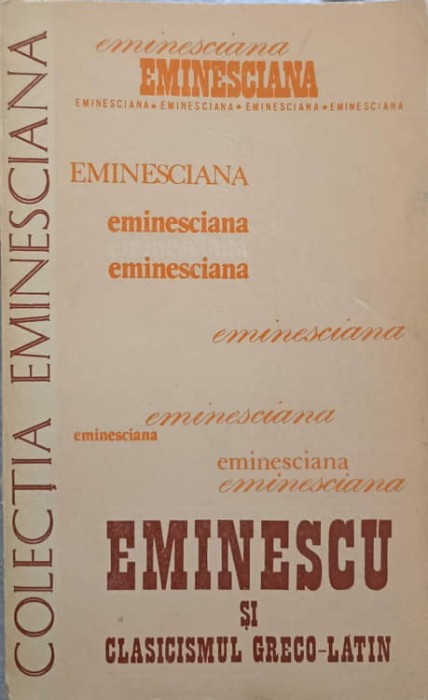 COLECȚIA EMINESCIANA
eminesciana
EMINESCIANA
EMINESCIANA • EMINESCIANA • EMINESCIANA • EMINESCIANA
EMINESCIANA
eminesciana
eminesciana
eminesciana
eminesciana
eminesciana
eminesciana
eminesciana
EMINESCU
ȘI
CLASICISMUL GRECO-LATIN